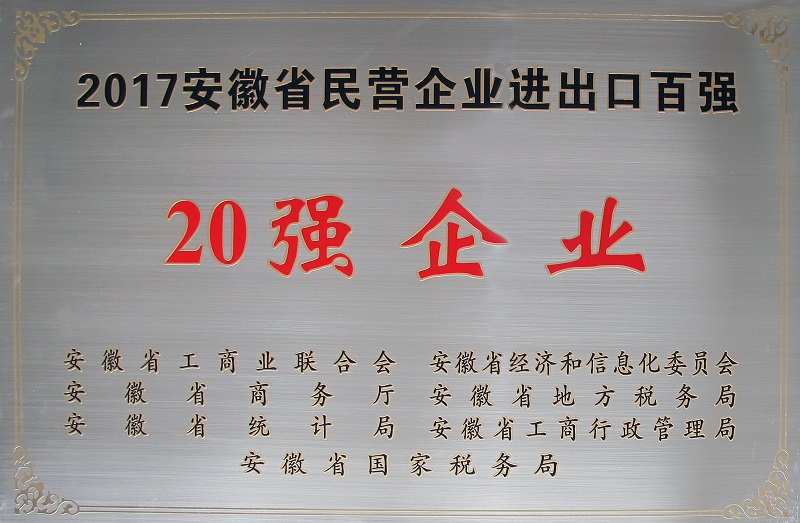 2017安徽省民营企业进出口百强
20强企业
安徽省工商业联合会 安徽省经济和信息化委员会
安徽省商务厅 安徽省地方税务局
安徽省统计局 安徽省工商行政管理局
安徽省国家税务局